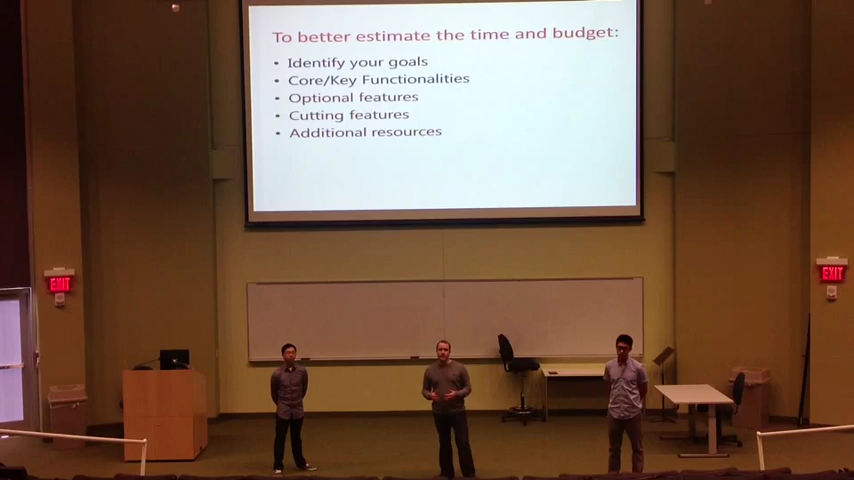 To better estimate the time and budget:
• Identify your goals
• Core/Key Functionalities
• Optional features
• Cutting features
• Additional resources
EXIT
EXIT